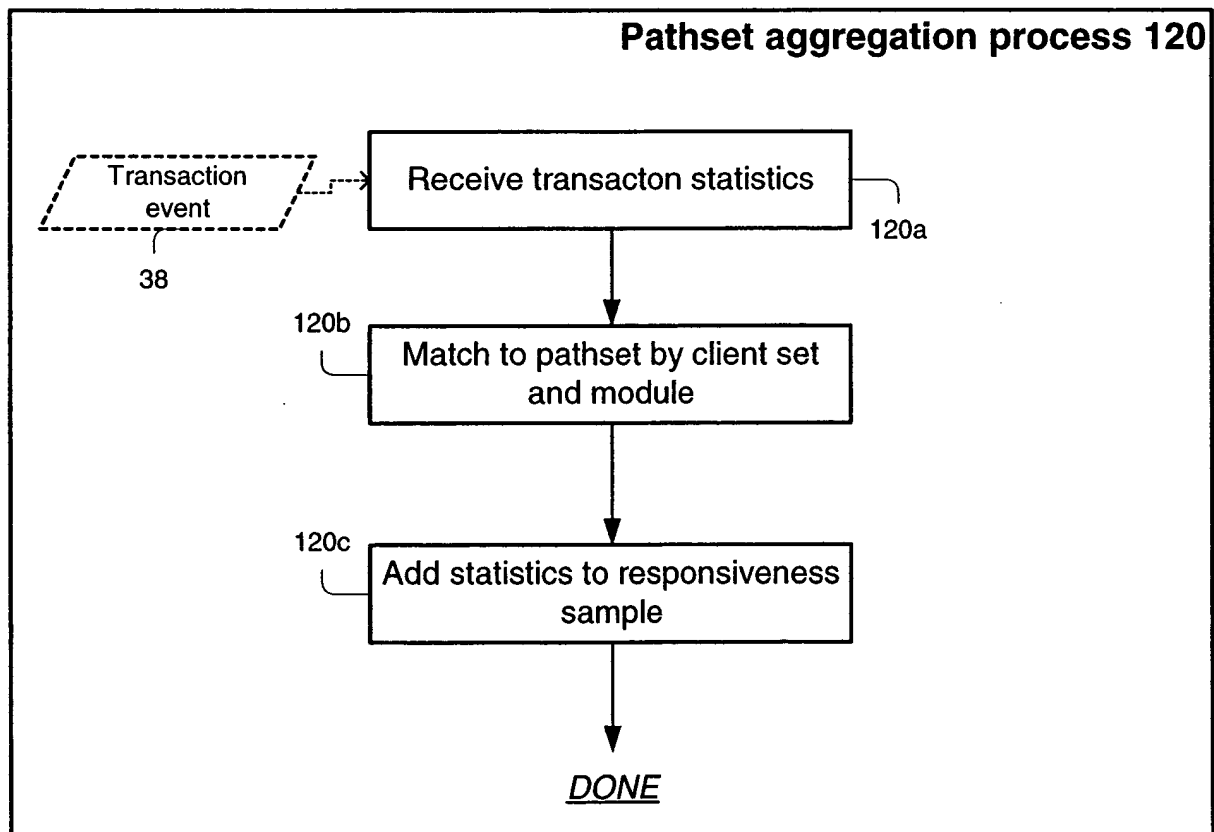 Pathset aggregation process 120
Transaction
event
38
Receive transacton statistics
120a
120b
Match to pathset by client set
and module
120c
Add statistics to responsiveness
sample
DONE